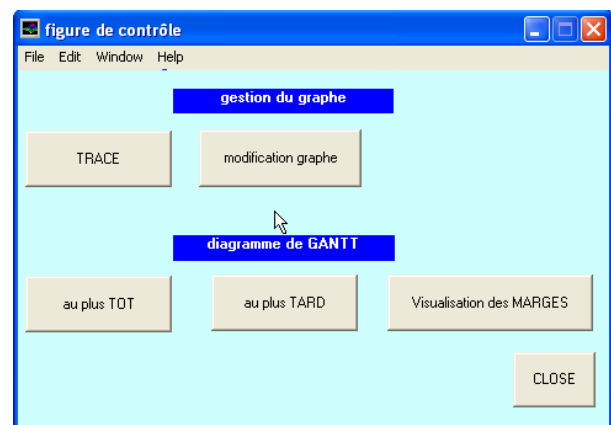 figure de contrôle
File Edit Window Help
gestion du graphe
TRACE modification graphe
diagramme de GANTT
au plus TOT au plus TARD Visualisation des MARGES
CLOSE